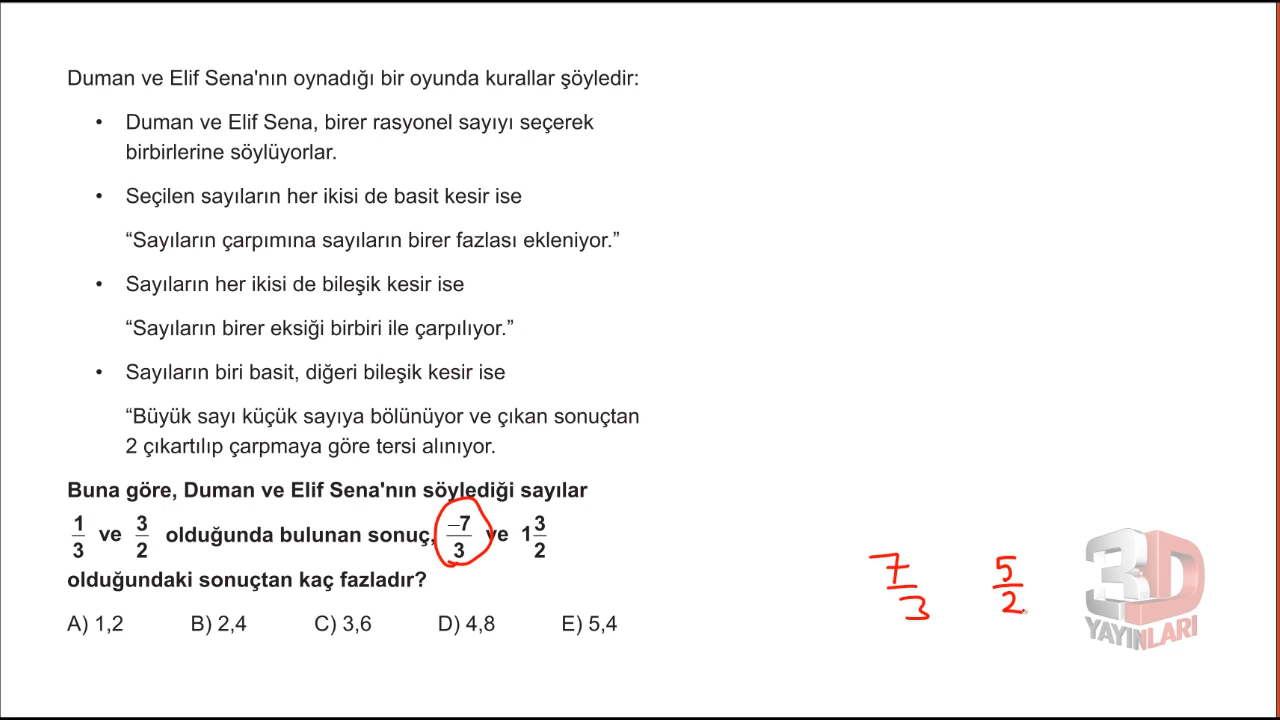 Duman ve Elif Sena'nın oynadığı bir oyunda kurallar şöyledir:
• Duman ve Elif Sena, birer rasyonel sayıyı seçerek
birbirlerine söylüyorlar.
• Seçilen sayıların her ikisi de basit kesir ise
“Sayıların çarpımına sayıların birer fazlası ekleniyor.”
• Sayıların her ikisi de bileşik kesir ise
“Sayıların birer eksiği birbiri ile çarpılıyor.”
• Sayıların biri basit, diğeri bileşik kesir ise
“Büyük sayı küçük sayıya bölünüyor ve çıkan sonuçtan
2 çıkartılıp çarpmaya göre tersi alınıyor.
Buna göre, Duman ve Elif Sena'nın söylediği sayılar
1/3 ve 3/2 olduğunda bulunan sonuç, –7/3 ve 1 3/2
olduğundaki sonuçtan kaç fazladır?
A) 1,2 B) 2,4 C) 3,6 D) 4,8 E) 5,4
7/3 5/2
3D
YAYINLARI